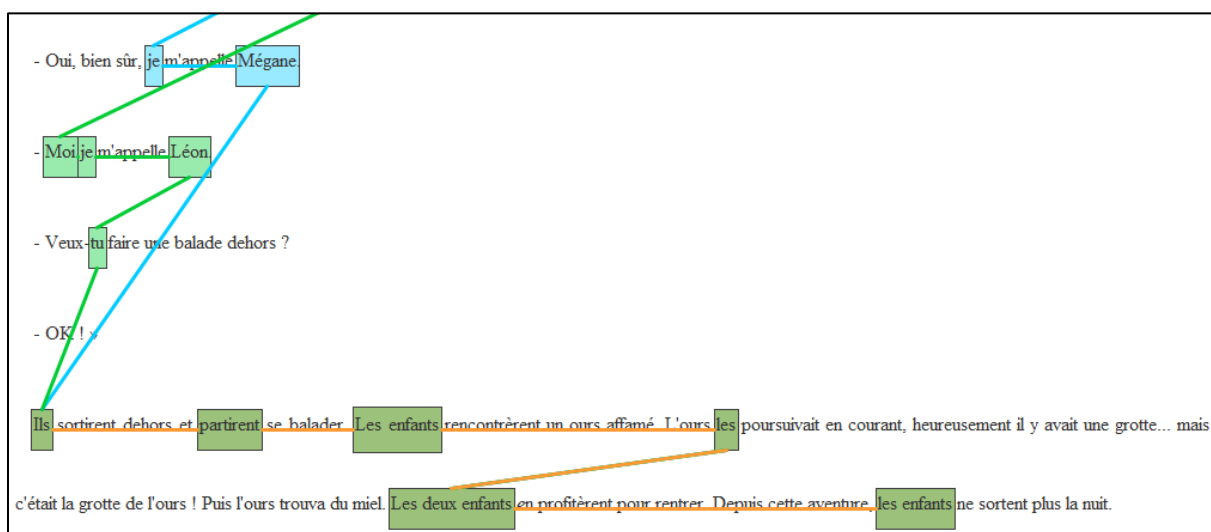 - Oui, bien sûr, je m'appelle Mégane.
- Moi je m'appelle Léon.
- Veux-tu faire une balade dehors ?
- OK ! »
Ils sortirent dehors et partirent se balader. Les enfants rencontrèrent un ours affamé. L'ours les poursuivait en courant, heureusement il y avait une grotte... mais
c'était la grotte de l'ours ! Puis l'ours trouva du miel. Les deux enfants en profitèrent pour rentrer. Depuis cette aventure, les enfants ne sortent plus la nuit.